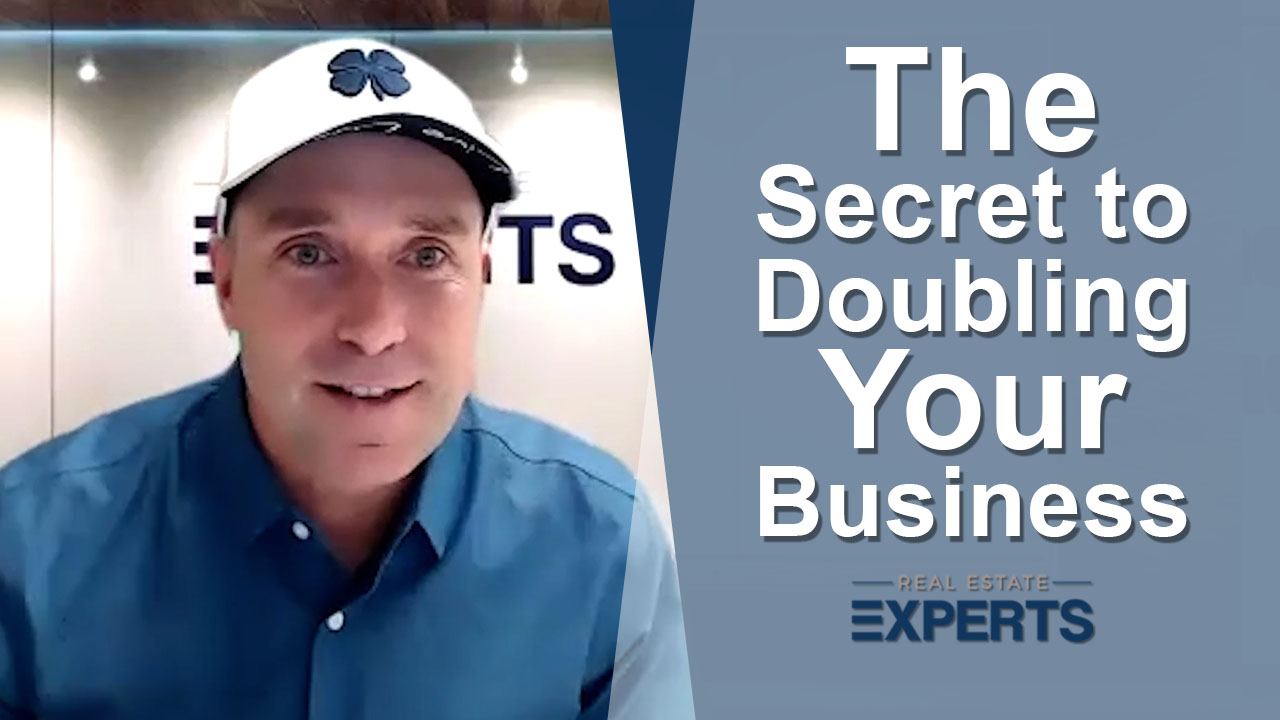 The
Secret to
Doubling
Your
Business
REAL ESTATE
EXPERTS
TS